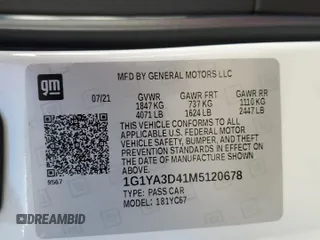 gm
MFD BY GENERAL MOTORS LLC
07/21 GVWR GAWR FRT GAWR RR
1847 KG 737 KG 1110 KG
4071 LB 1624 LB 2447 LB
THIS VEHICLE CONFORMS TO ALL
APPLICABLE U.S. FEDERAL MOTOR
VEHICLE SAFETY, BUMPER, AND THEFT
PREVENTION STANDARDS IN EFFECT ON
THE DATE OF MANUFACTURE SHOWN ABOVE.
9567
1G1YA3D41M5120678
TYPE: PASS CAR
MODEL: 1YC67
DREAMBID